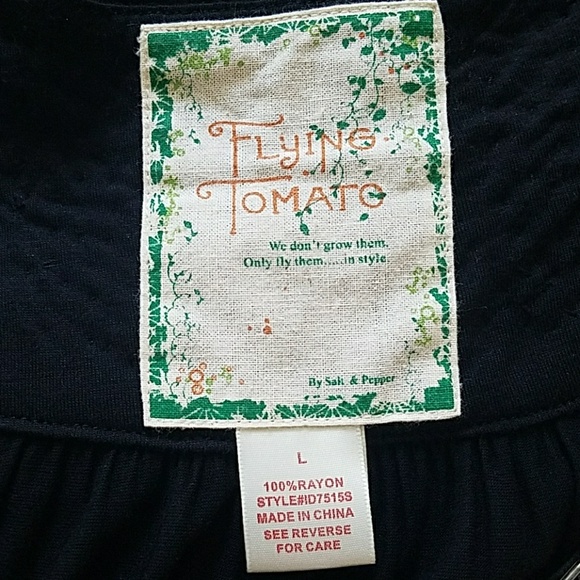 FLYING
TOMATO
We don't grow them.
Only fly them.....in style.
By Salt & Pepper
L
100%RAYON
STYLE#ID7515S
MADE IN CHINA
SEE REVERSE
FOR CARE